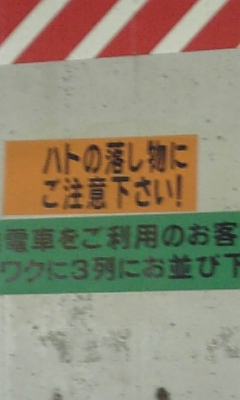 ハトの落し物に
ご注意下さい!
電車をご利用のお客
ワクに3列にお並び下